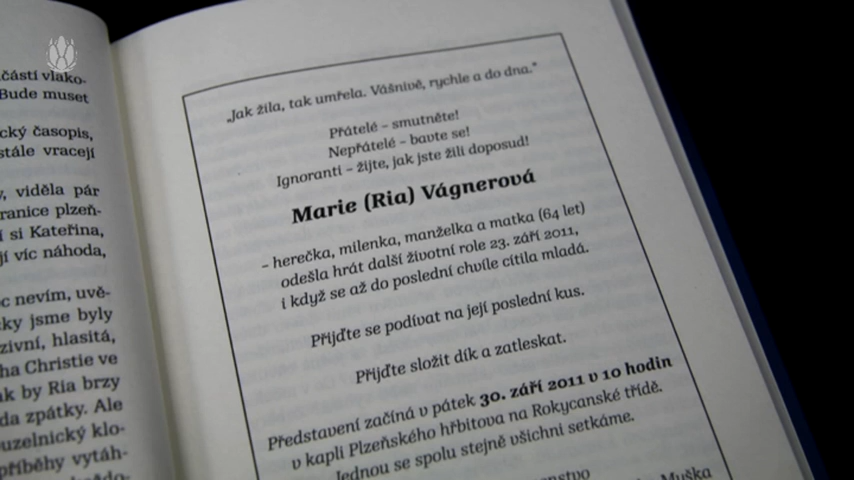 částí vlako-
Bude muset
cký časopis,
stále vracejí
y, viděla pár
ranice plzeň-
í si Kateřina,
jí víc náhoda,
c nevím, uvě-
cky jsme byly
zivní, hlasitá,
ha Christie ve
ak by Ria brzy
da zpátky. Ale
uzelnický klo-
příběhy vytáh-
„Jak žila, tak umřela. Vášnivě, rychle a do dna."
Přátelé – smutněte!
Nepřátelé – bavte se!
Ignoranti – žijte, jak jste žili doposud!
Marie (Ria) Vágnerová
– herečka, milenka, manželka a matka (64 let)
odešla hrát další životní role 23. září 2011,
i když se až do poslední chvíle cítila mladá.
Přijďte se podívat na její poslední kus.
Přijďte složit dík a zatleskat.
Představení začíná v pátek 30. září 2011 v 10 hodin
v kapli Plzeňského hřbitova na Rokycanské třídě.
Jednou se spolu stejně všichni setkáme.
Muška